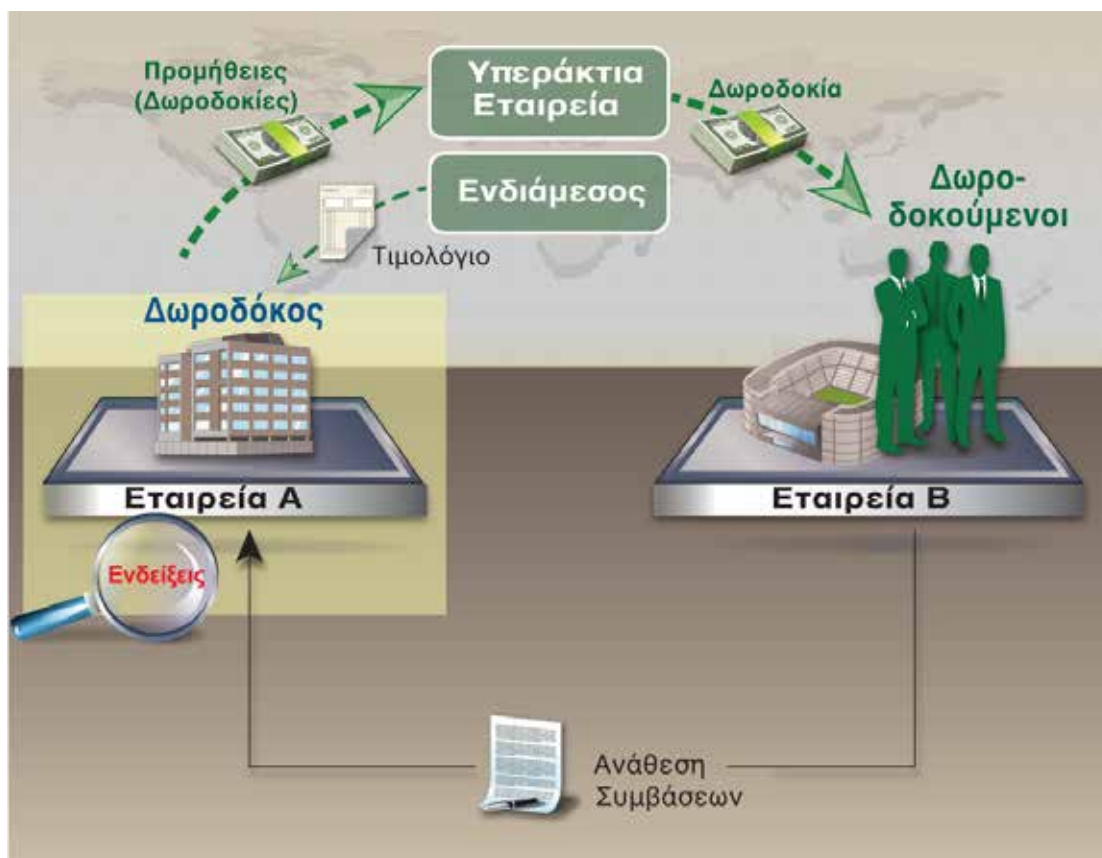 Προμήθειες
(Δωροδοκίες)
Υπεράκτια
Εταιρεία
Δωροδοκία
Ενδιάμεσος
Τιμολόγιο
Δωρο-
δοκούμενοι
Δωροδόκος
Εταιρεία Α
Εταιρεία Β
Ενδείξεις
Ανάθεση
Συμβάσεων